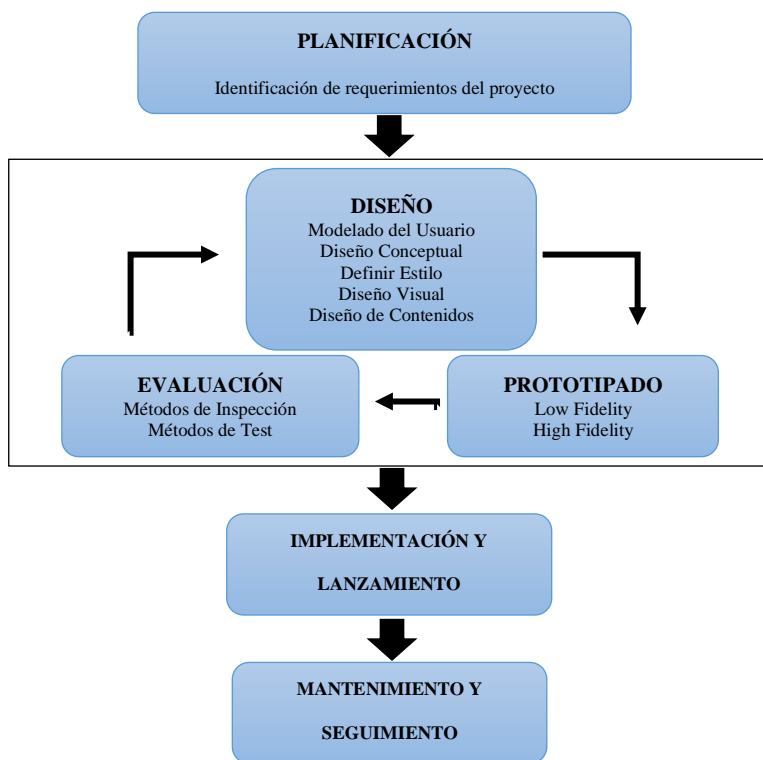 PLANIFICACIÓN
Identificación de requerimientos del proyecto
DISEÑO
Modelado del Usuario
Diseño Conceptual
Definir Estilo
Diseño Visual
Diseño de Contenidos
EVALUACIÓN
Métodos de Inspección
Métodos de Test
PROTOTIPADO
Low Fidelity
High Fidelity
IMPLEMENTACIÓN Y
LANZAMIENTO
MANTENIMIENTO Y
SEGUIMIENTO